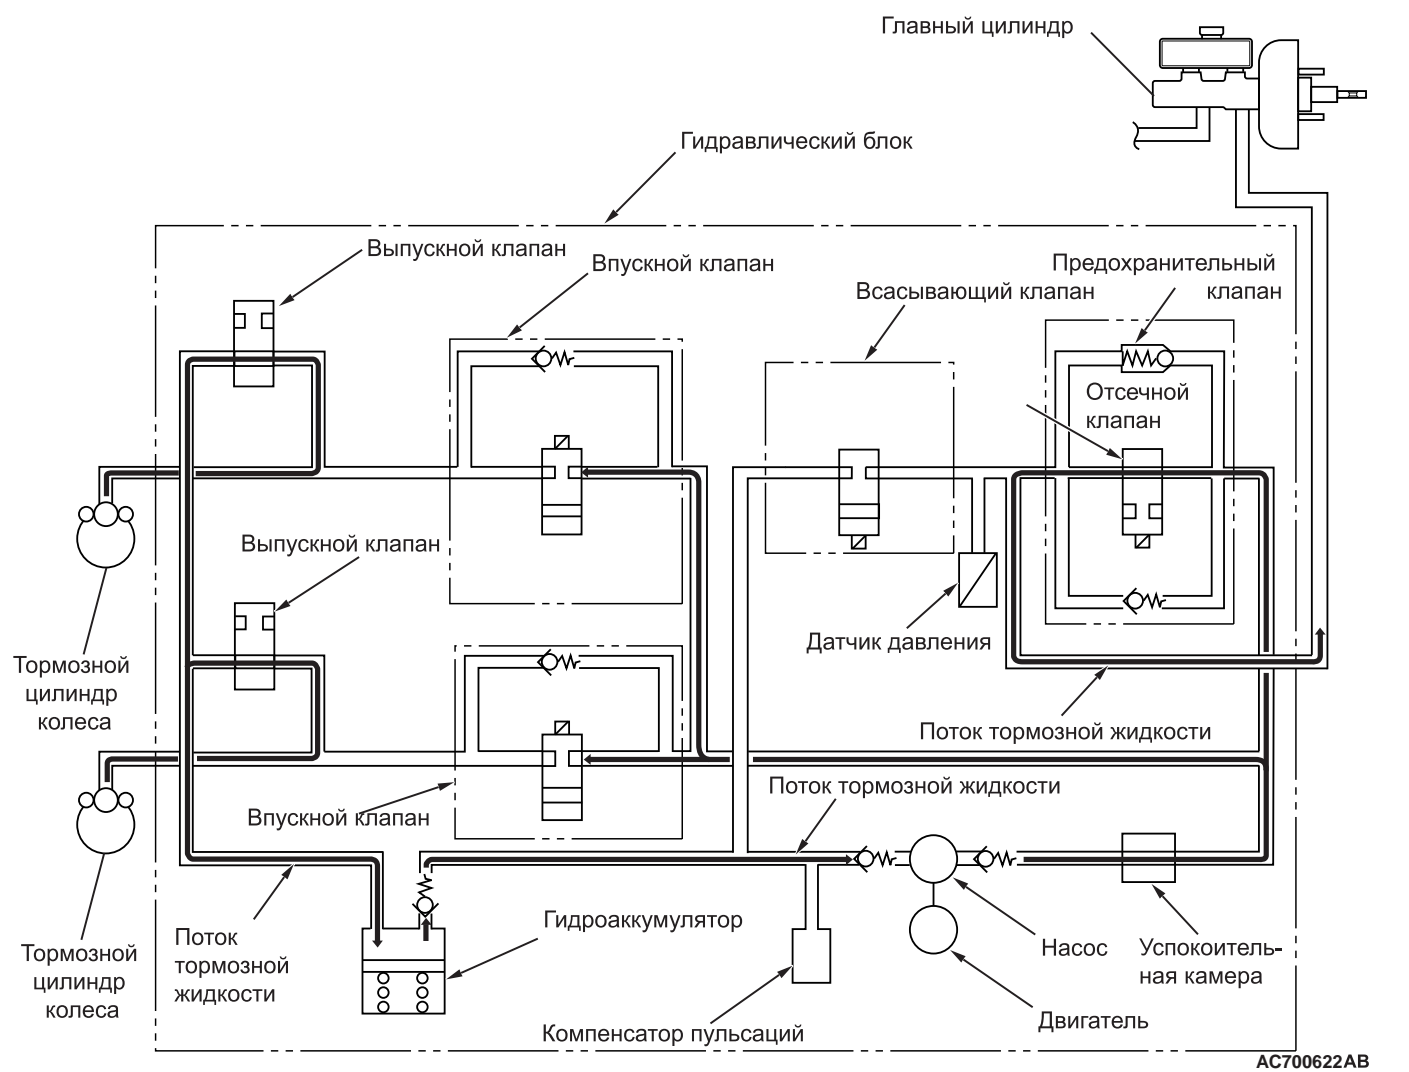 Главный цилиндр
Гидравлический блок
Выпускной клапан
Впускной клапан
Всасывающий клапан
Предохранительный
клапан
Отсечной
клапан
Выпускной клапан
Датчик давления
Тормозной
цилиндр
колеса
Поток тормозной жидкости
Поток тормозной жидкости
Впускной клапан
Гидроаккумулятор
Поток
тормозной
жидкости
Тормозной
цилиндр
колеса
Насос
Успокоитель-
ная камера
Двигатель
Компенсатор пульсаций
AC700622AB